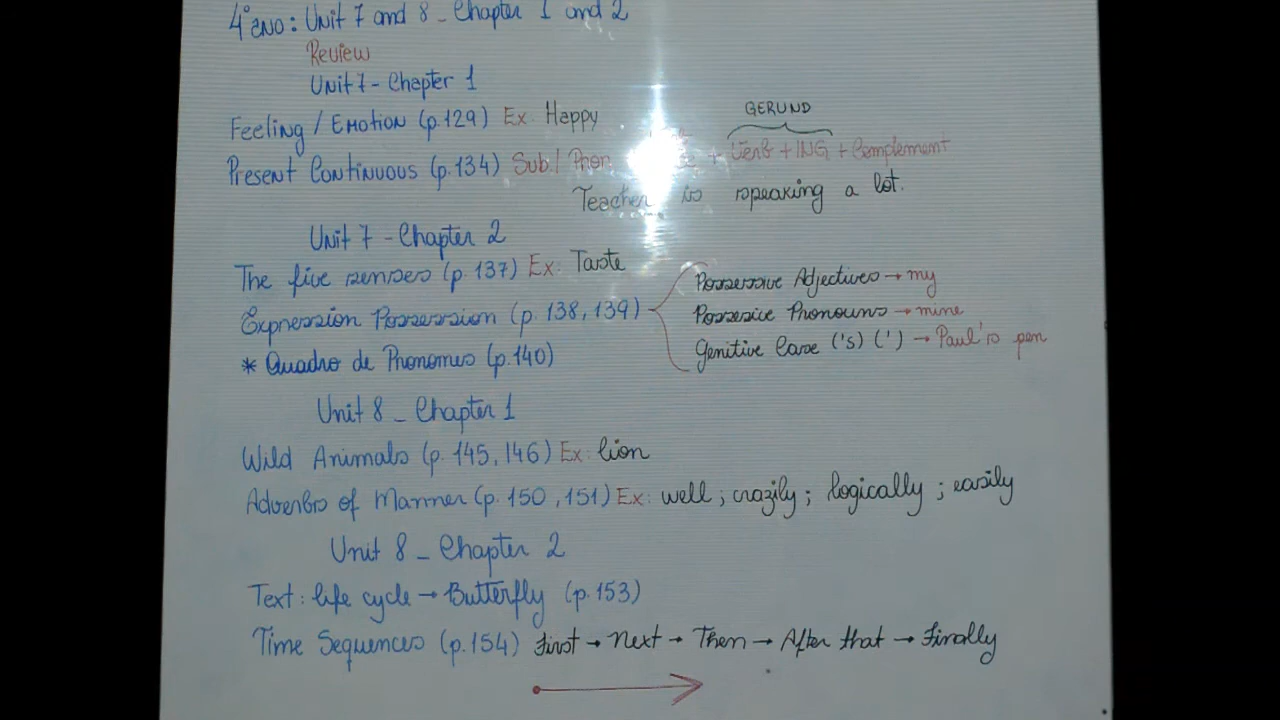 4º ano: Unit 7 and 8 - Chapter 1 and 2
Review
Unit 7 - Chapter 1
Feeling / Emotion (p. 129) Ex: Happy
GERUND
Present Continuous (p. 134) Sub. / Pron + Verb + ING + Complement
Teacher is speaking a lot.
Unit 7 - Chapter 2
The five senses (p. 137) Ex: Taste
Expression Possession (p. 138, 139)
Possessive Adjectives → my
Possesive Pronouns → mine
Genitive Case ('s) (') → Paul's pen
* Quadro de Pronomes (p. 140)
Unit 8 - Chapter 1
Wild Animals (p. 145, 146) Ex: lion
Adverbs of Manner (p. 150, 151) Ex: well; crazily; logically; easily
Unit 8 - Chapter 2
Text: life cycle → Butterfly (p. 153)
Time Sequences (p. 154) First → Next → Then → After that → Finally